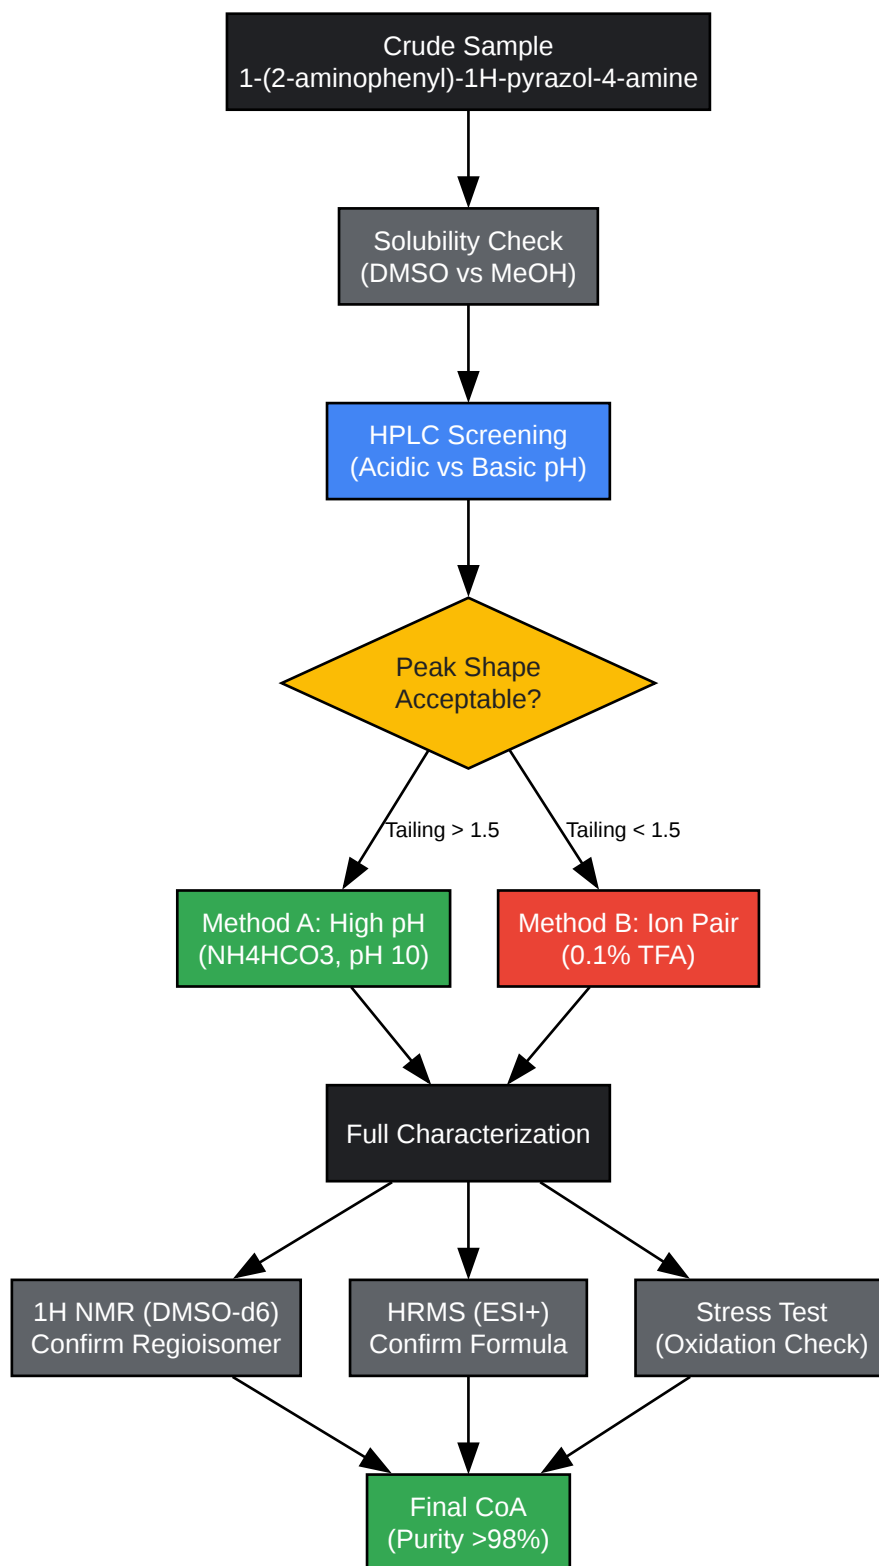 Crude Sample
1-(2-aminophenyl)-1H-pyrazol-4-amine
Solubility Check
(DMSO vs MeOH)
HPLC Screening
(Acidic vs Basic pH)
Peak Shape
Acceptable?
Tailing > 1.5
Tailing < 1.5
Method A: High pH
(NH4HCO3, pH 10)
Method B: Ion Pair
(0.1% TFA)
Full Characterization
1H NMR (DMSO-d6)
Confirm Regioisomer
HRMS (ESI+)
Confirm Formula
Stress Test
(Oxidation Check)
Final CoA
(Purity >98%)